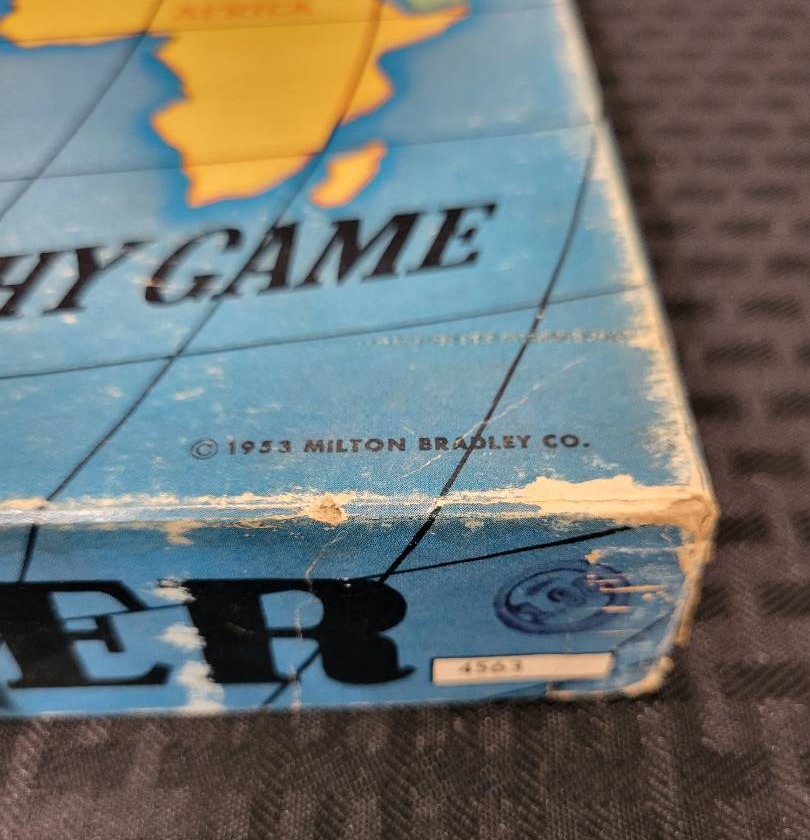 AFRICA
HY GAME
© 1953 MILTON BRADLEY CO.
ER
4563